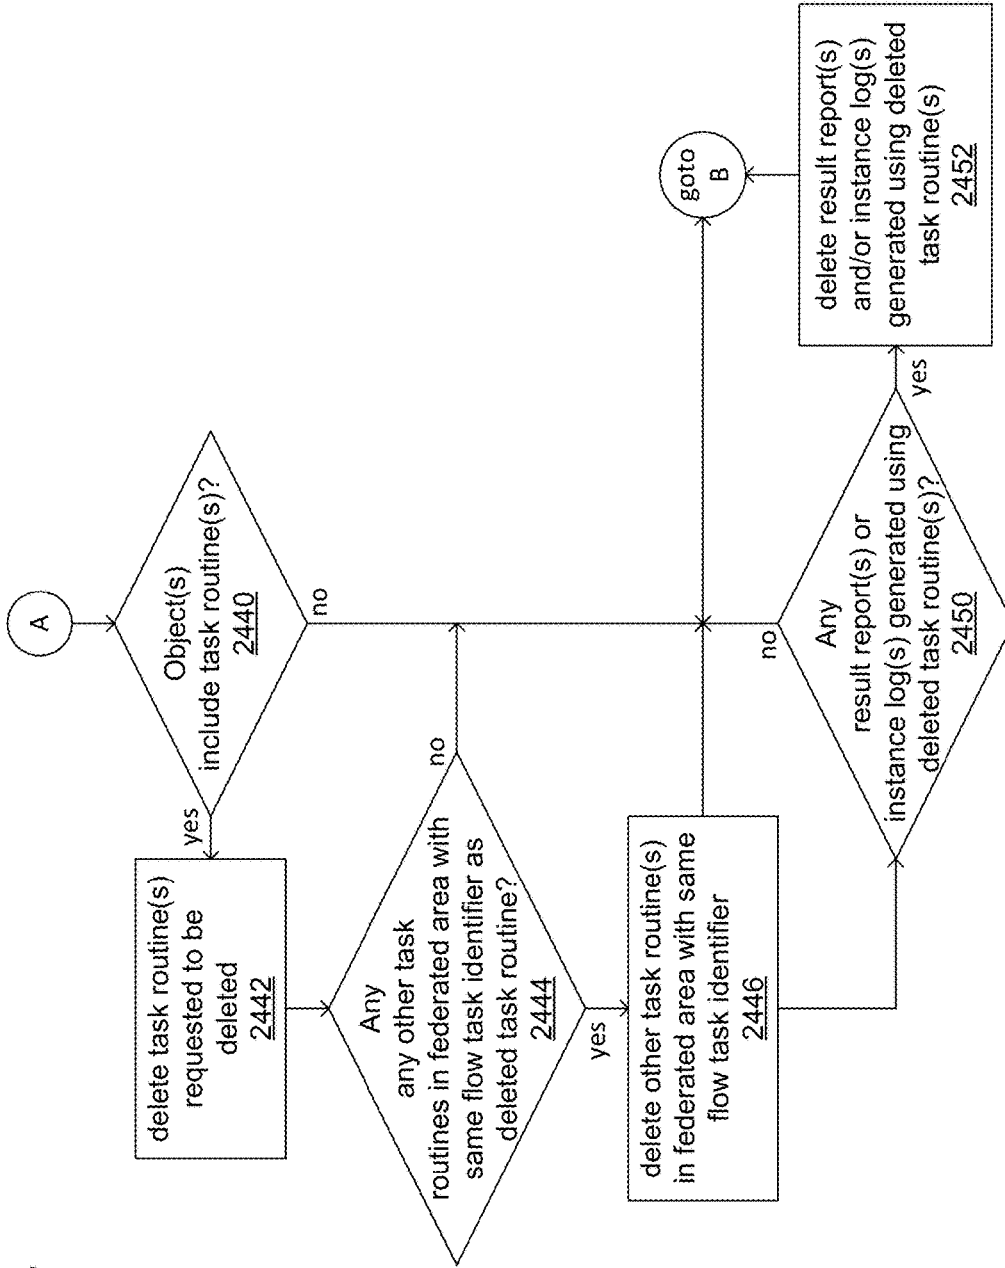 A
Object(s)
include task routine(s)?
2440
yes
no
delete task routine(s)
requested to be
deleted
2442
Any
any other task
routines in federated area with
same flow task identifier as
deleted task routine?
2444
no
yes
delete other task routine(s)
in federated area with same
flow task identifier
2446
goto
B
no
Any
result report(s) or
instance log(s) generated using
deleted task routine(s)?
2450
yes
delete result report(s)
and/or instance log(s)
generated using deleted
task routine(s)
2452